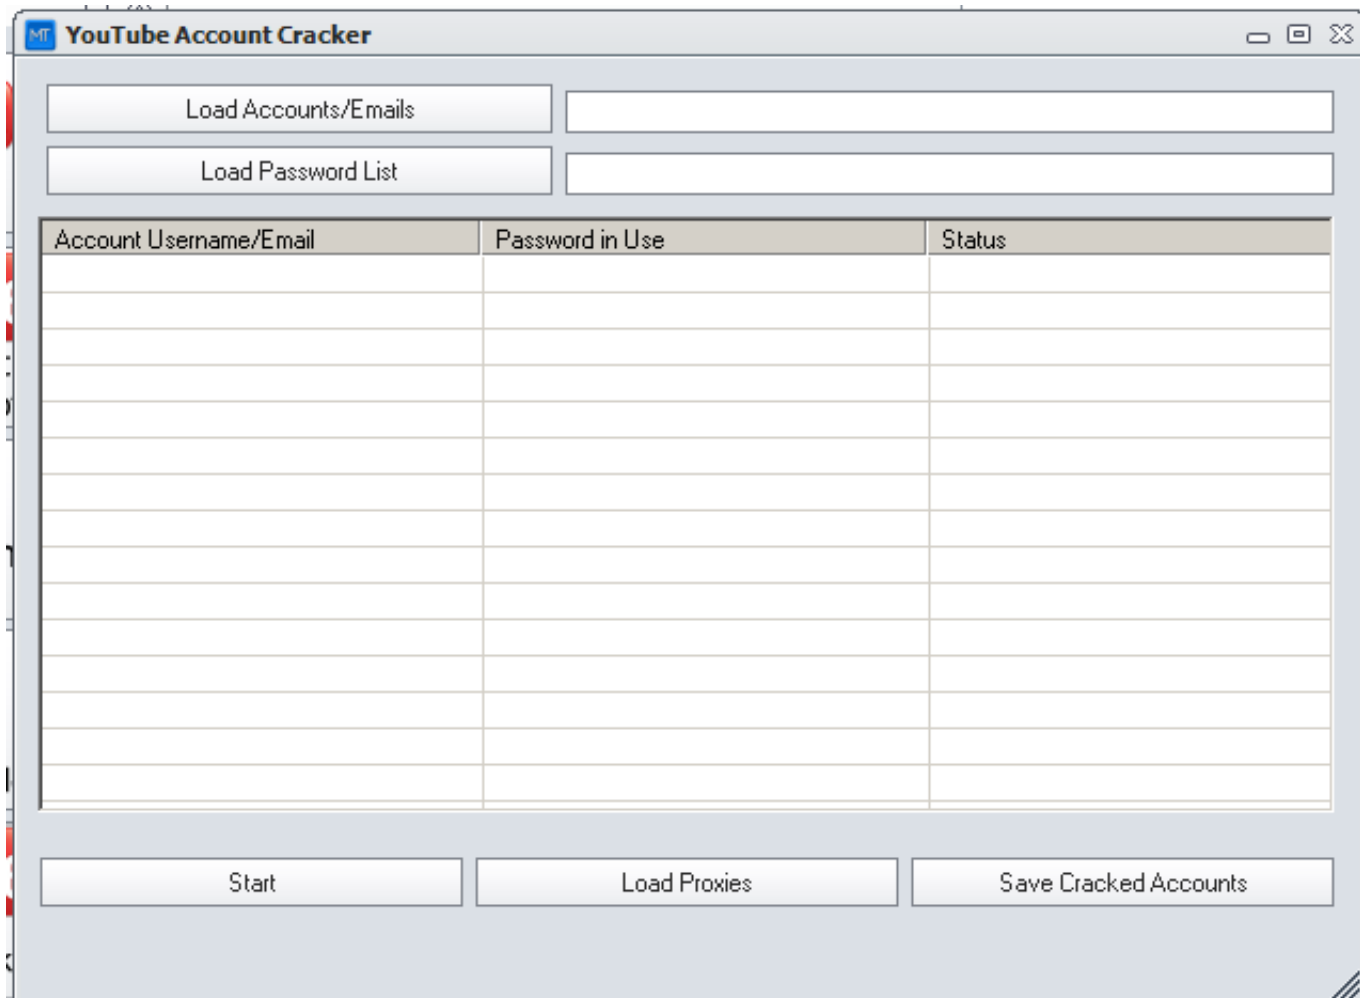 MT YouTube Account Cracker
Load Accounts/Emails
Load Password List
Account Username/Email Password in Use Status
Start Load Proxies Save Cracked Accounts